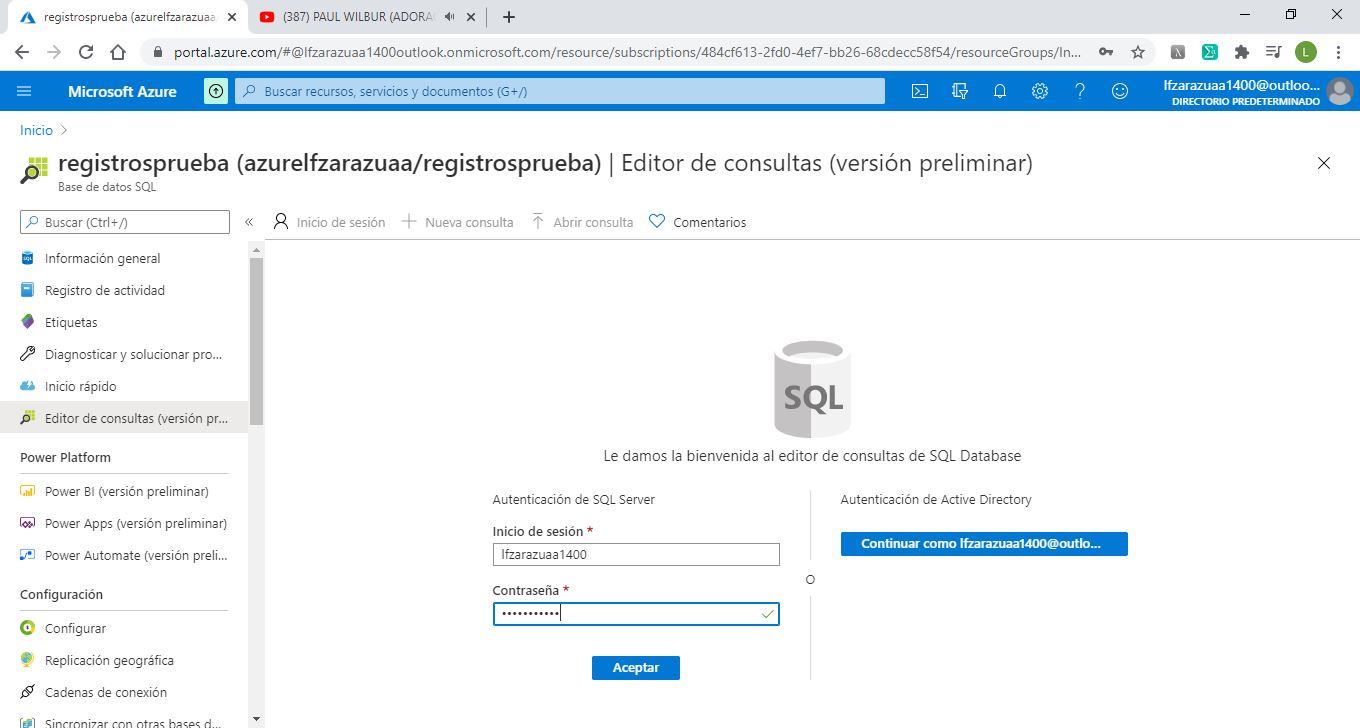 registrosprueba (azurelfzarazuaa
(387) PAUL WILBUR (ADORA
portal.azure.com/#@lfzarazuaa1400outlook.onmicrosoft.com/resource/subscriptions/484cf613-2fd0-4ef7-bb26-68cdecc58f54/resourceGroups/In...
L
Microsoft Azure
Buscar recursos, servicios y documentos (G+/)
lfzarazuaa1400@outloo...
DIRECTORIO PREDETERMINADO
Inicio
registrosprueba (azurelfzarazuaa/registrosprueba) | Editor de consultas (versión preliminar)
Base de datos SQL
Buscar (Ctrl+/)
«
Inicio de sesión
Nueva consulta
Abrir consulta
Comentarios
Información general
Registro de actividad
Etiquetas
Diagnosticar y solucionar pro...
Inicio rápido
Editor de consultas (versión pr...
Power Platform
Power BI (versión preliminar)
Power Apps (versión preliminar)
Power Automate (versión preli...
Configuración
Configurar
Replicación geográfica
Cadenas de conexión
Sincronizar con otras bases d...
SQL
Le damos la bienvenida al editor de consultas de SQL Database
Autenticación de SQL Server
Inicio de sesión *
lfzarazuaa1400
Contraseña *
•••••••••••
Aceptar
O
Autenticación de Active Directory
Continuar como lfzarazuaa1400@outlo...